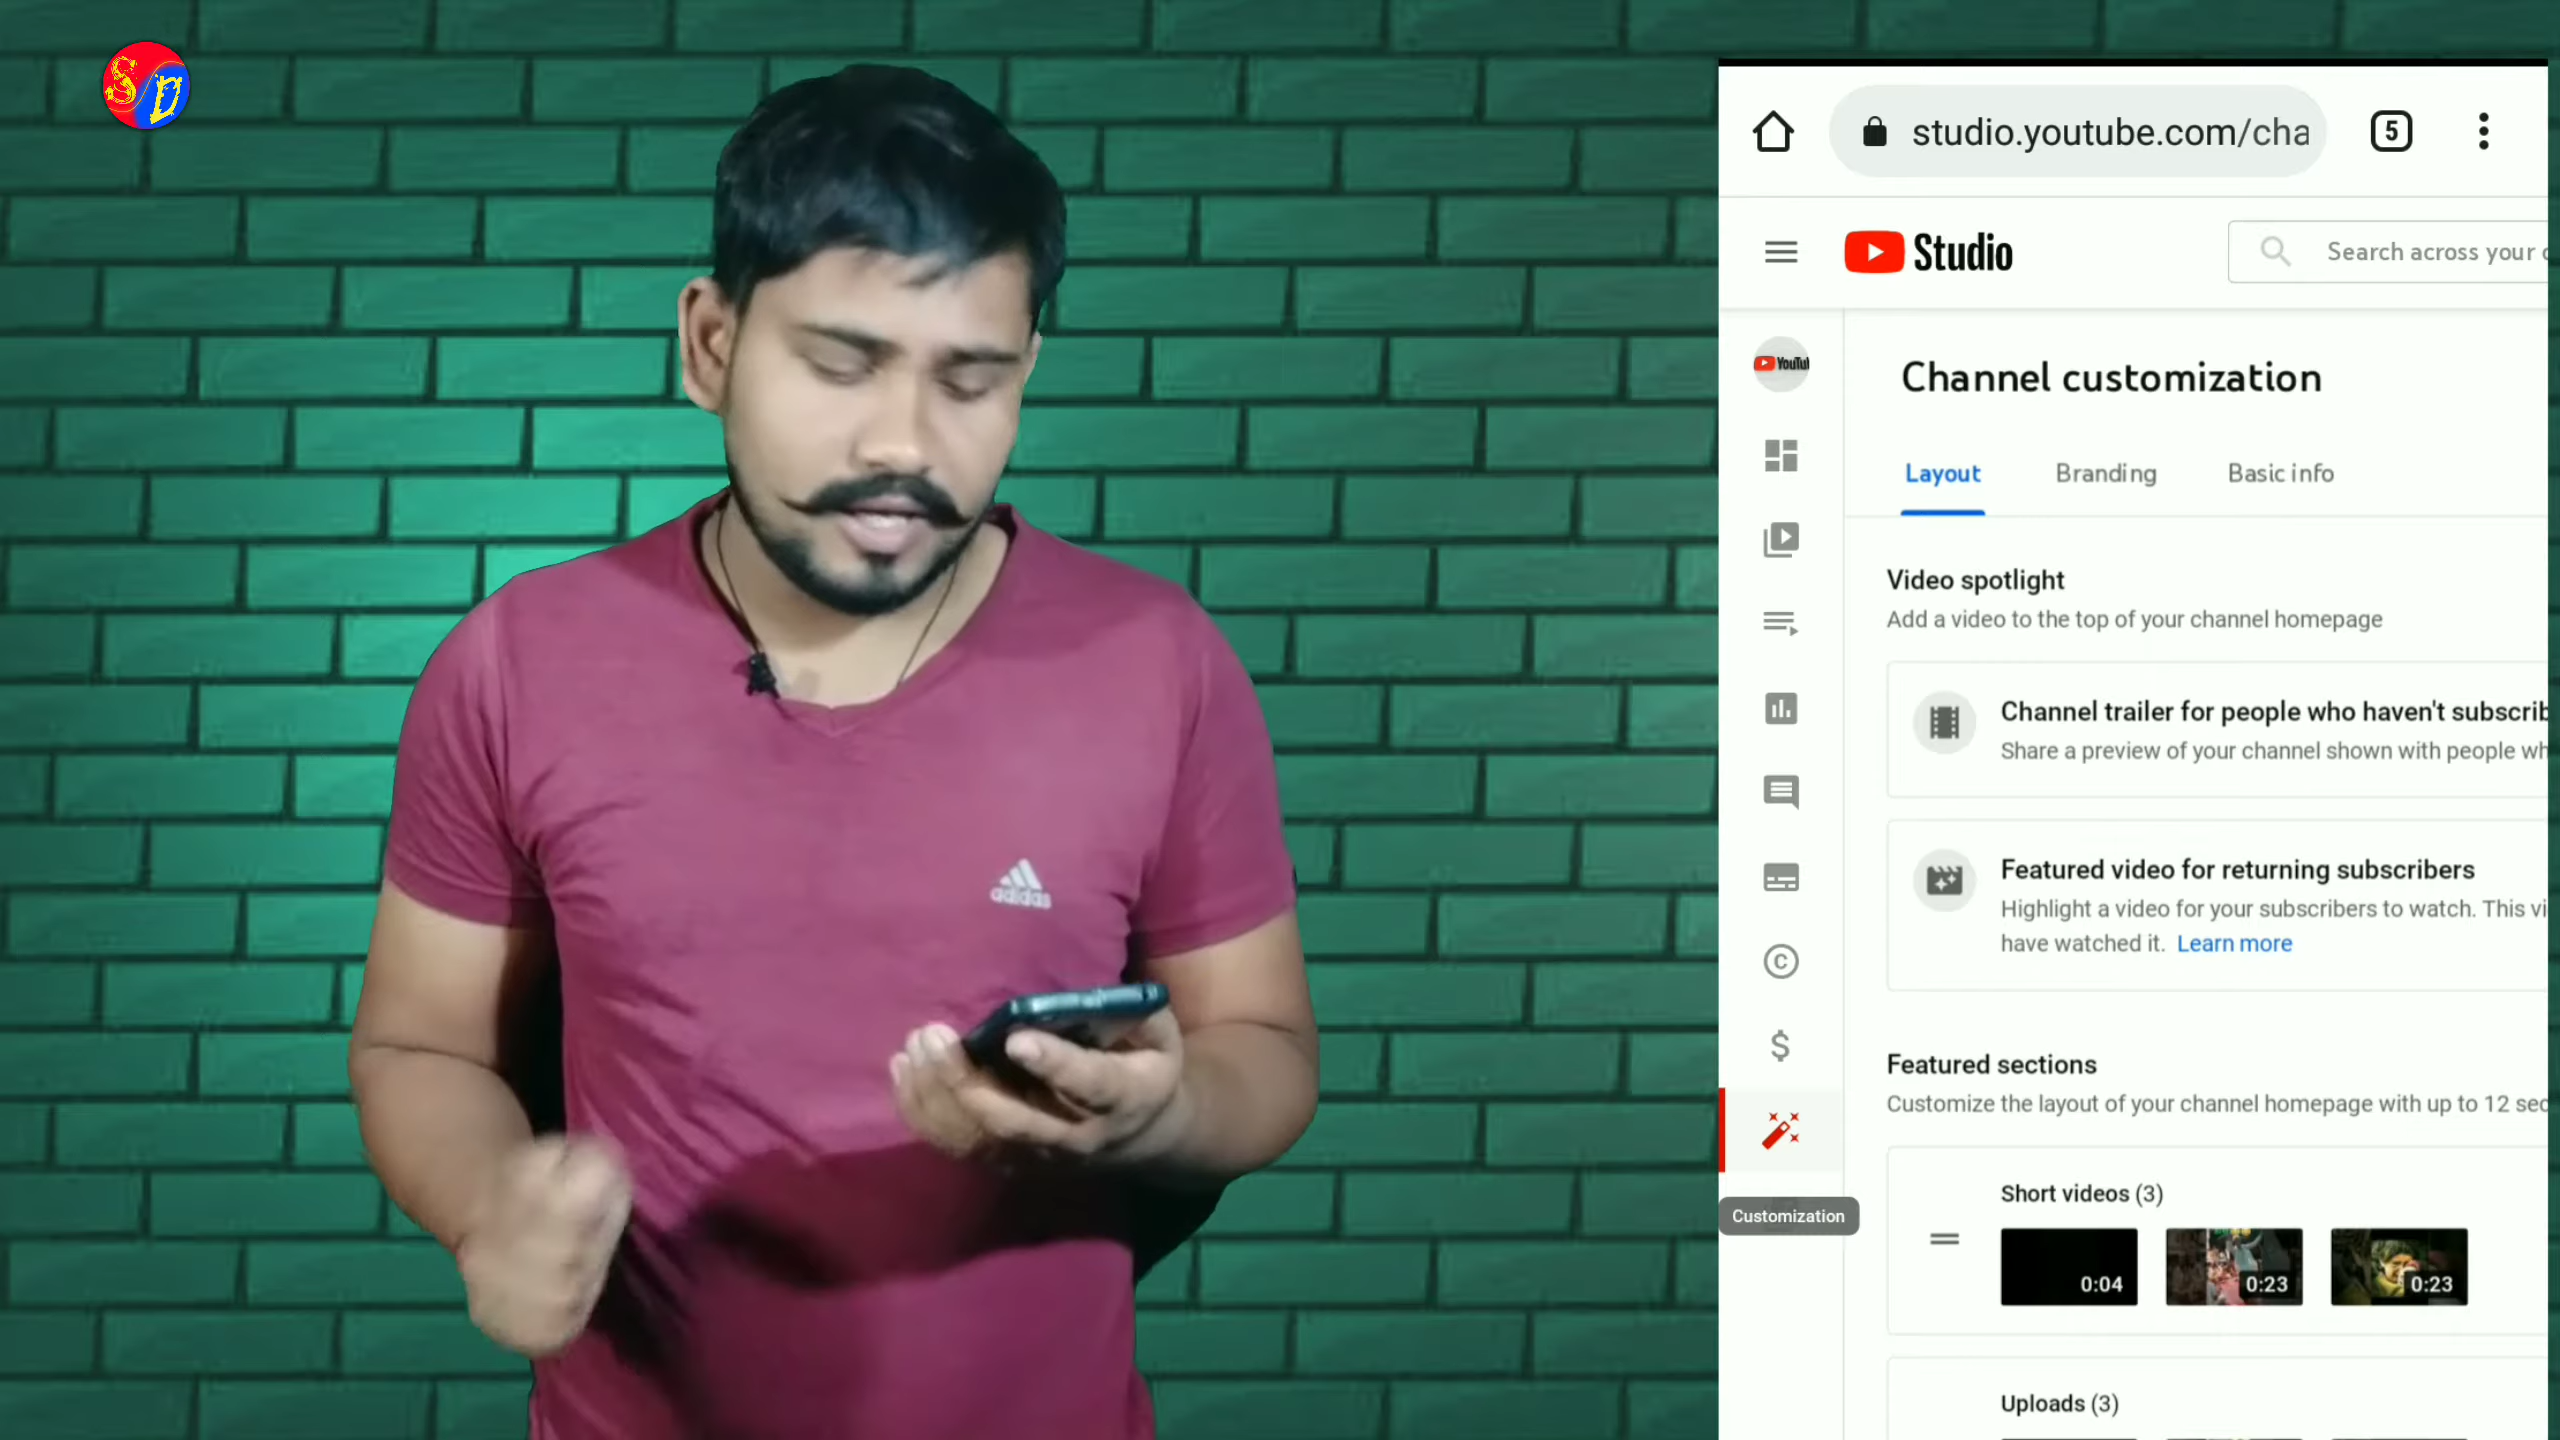 SD
studio.youtube.com/cha
5
Studio
Search across your
YouTu
Channel customization
Layout
Branding
Basic info
Video spotlight
Add a video to the top of your channel homepage
Channel trailer for people who haven't subscrib
Share a preview of your channel shown with people wh
Featured video for returning subscribers
Highlight a video for your subscribers to watch. This vi
have watched it. Learn more
adidas
Featured sections
Customize the layout of your channel homepage with up to 12 sec
Short videos (3)
Customization
0:04
0:23
0:23
Uploads (3)